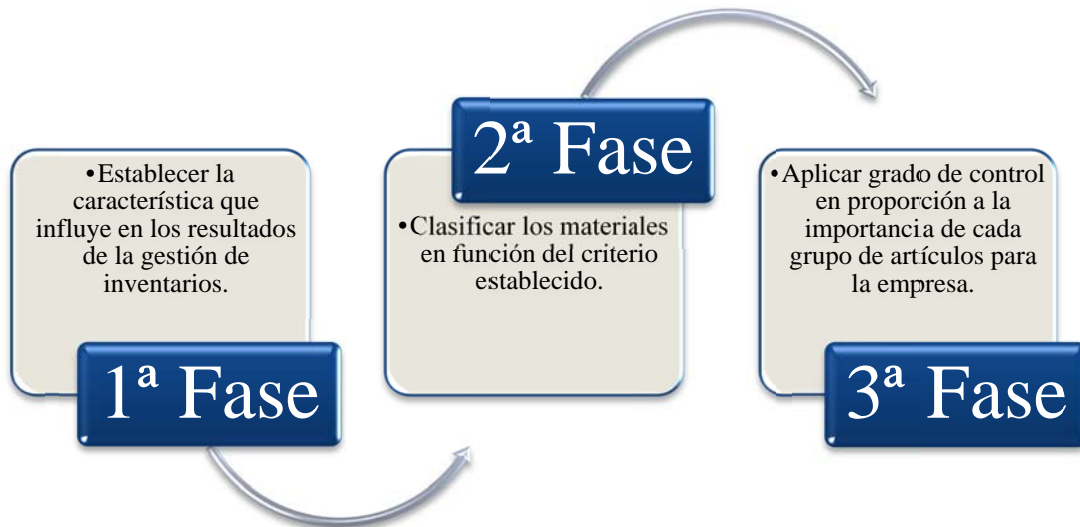 •Establecer la
característica que
influye en los resultados
de la gestión de
inventarios.
1ª Fase
2ª Fase
•Clasificar los materiales
en función del criterio
establecido.
•Aplicar grado de control
en proporción a la
importancia de cada
grupo de artículos para
la empresa.
3ª Fase